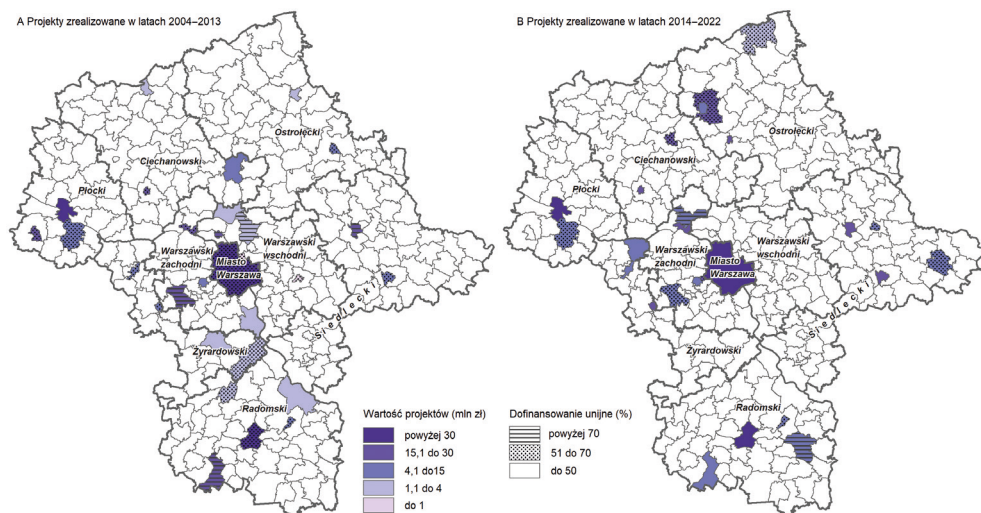 A Projekty zrealizowane w latach 2004–2013
Ostrołęcki
Ciechanowski
Płocki
Warszawski
zachodni
Warszawski
wschodni
Miasto
Warszawa
Siedlecki
Żyrardowski
Radomski
B Projekty zrealizowane w latach 2014–2022
Ostrołęcki
Ciechanowski
Płocki
Warszawski
zachodni
Warszawski
wschodni
Miasto
Warszawa
Siedlecki
Żyrardowski
Radomski
Wartość projektów (mln zł)
powyżej 30
15,1 do 30
4,1 do15
1,1 do 4
do 1
Dofinansowanie unijne (%)
powyżej 70
51 do 70
do 50